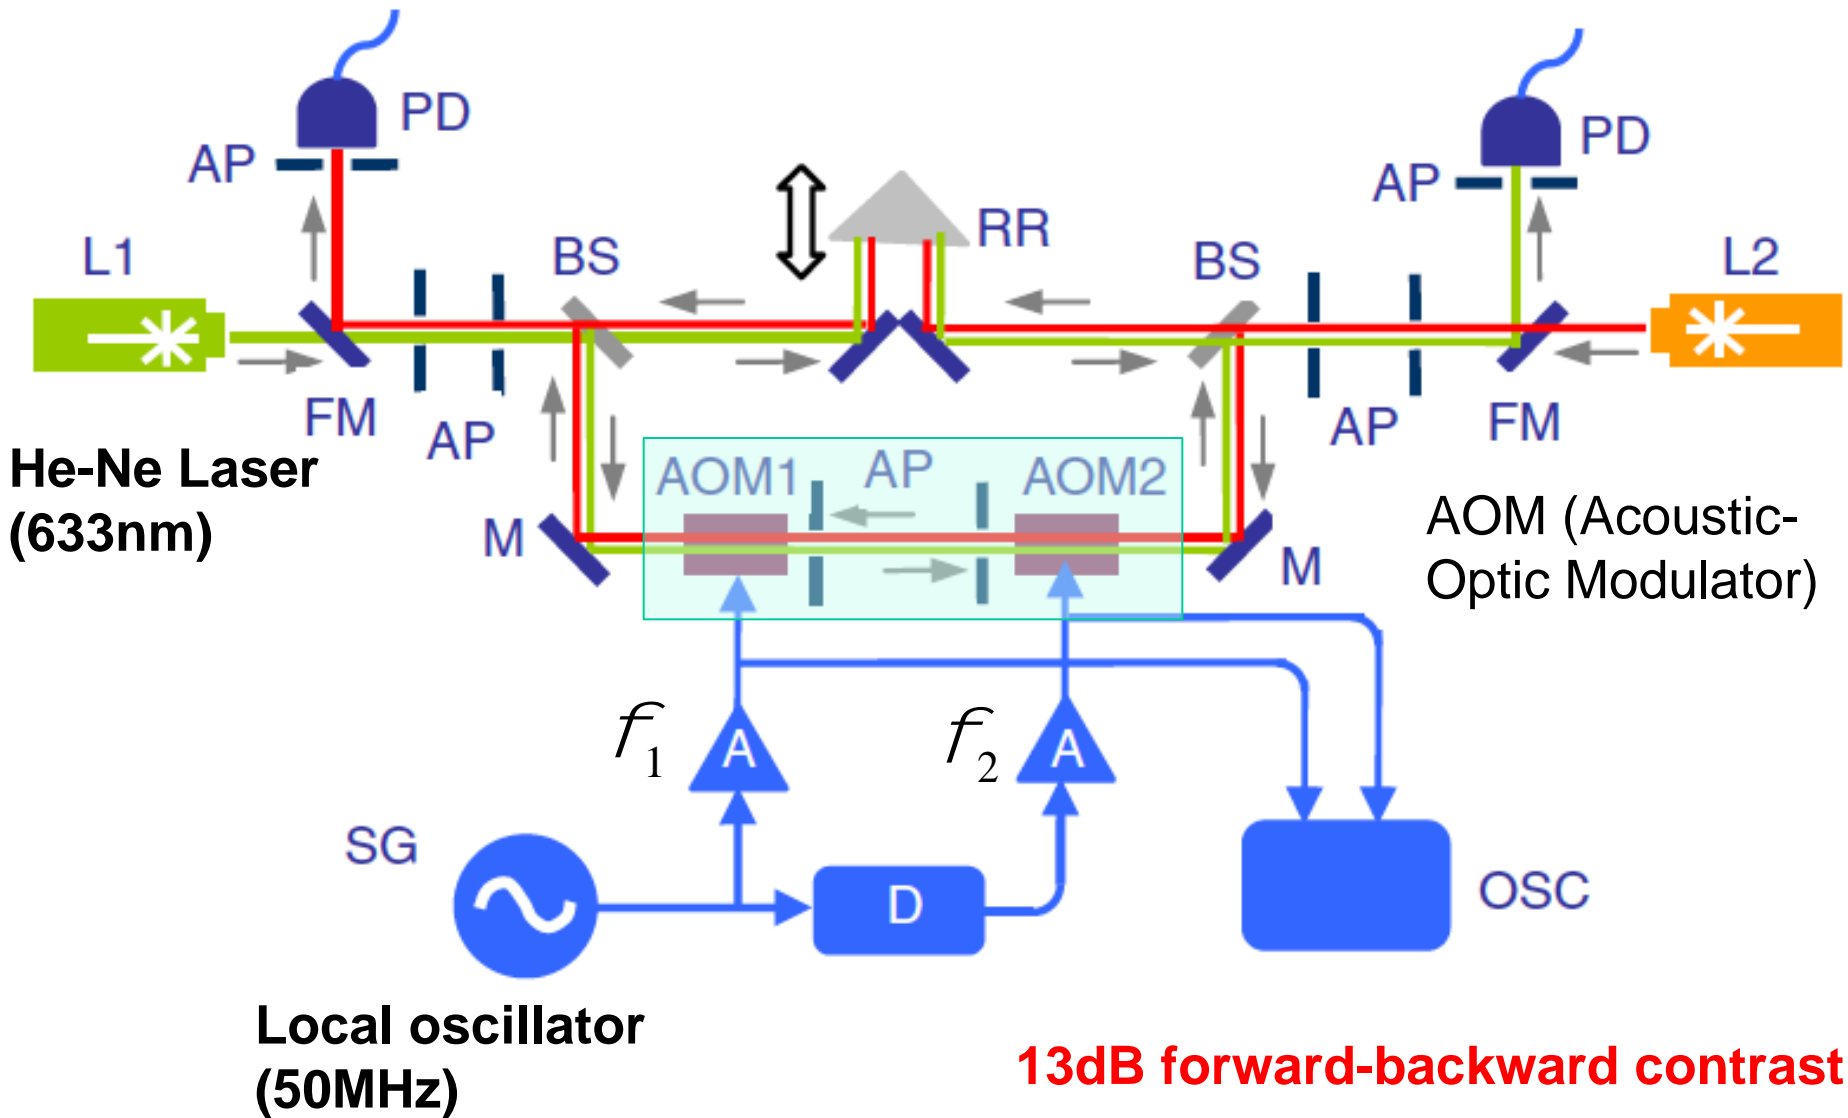 PD
PD
AP
AP
L1
BS
RR
BS
L2
FM
AP
AP
FM
He-Ne Laser
(633nm)
AOM1
AP
AOM2
M
M
AOM (Acoustic-
Optic Modulator)
f1
A
f2
A
SG
D
OSC
Local oscillator
(50MHz)
13dB forward-backward contrast